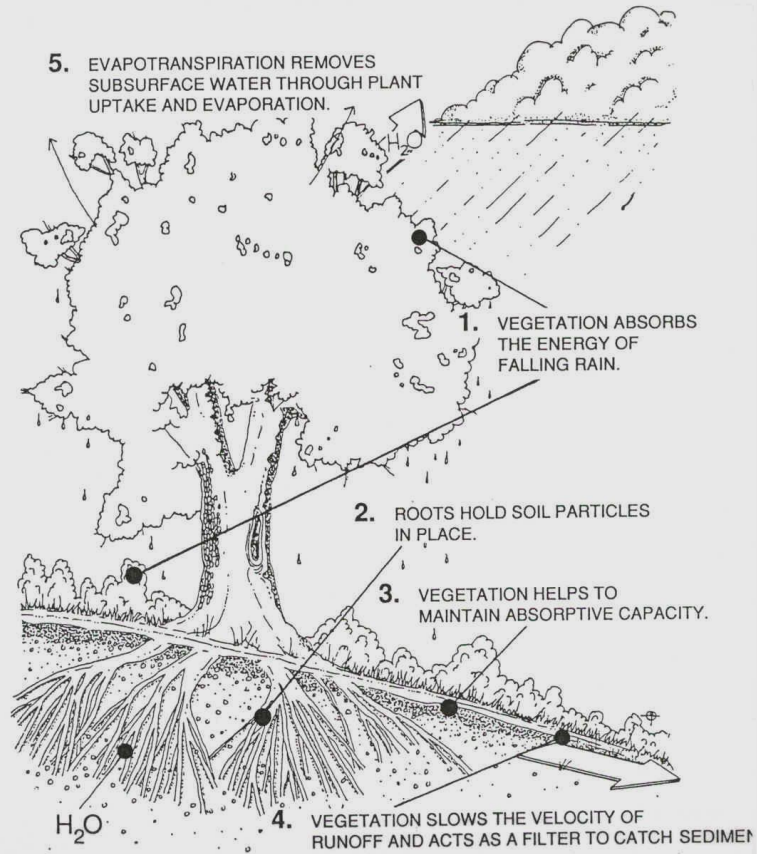 5. EVAPOTRANSPIRATION REMOVES
SUBSURFACE WATER THROUGH PLANT
UPTAKE AND EVAPORATION.
H2O
1. VEGETATION ABSORBS
THE ENERGY OF
FALLING RAIN.
2. ROOTS HOLD SOIL PARTICLES
IN PLACE.
3. VEGETATION HELPS TO
MAINTAIN ABSORPTIVE CAPACITY.
H₂O
4. VEGETATION SLOWS THE VELOCITY OF
RUNOFF AND ACTS AS A FILTER TO CATCH SEDIMEN